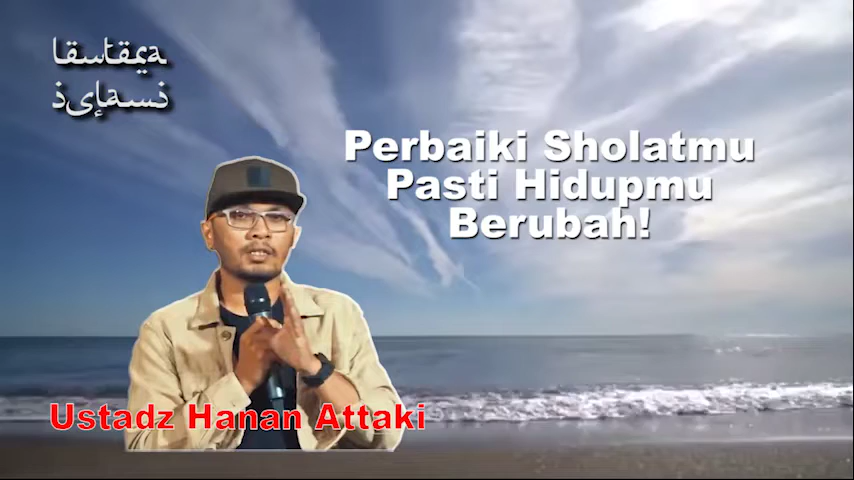 Perbaiki Sholatmu
Pasti Hidupmu
Berubah!
Ustadz Hanan Attaki